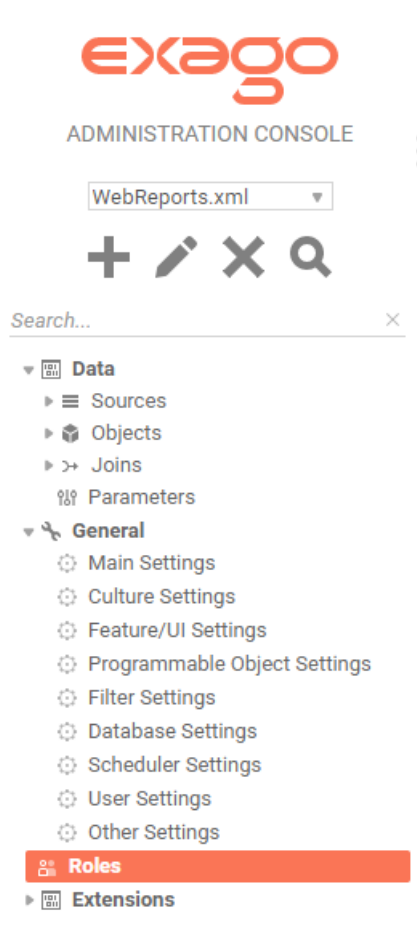 exago
ADMINISTRATION CONSOLE
WebReports.xml
Search...
Data
Sources
Objects
Joins
Parameters
General
Main Settings
Culture Settings
Feature/UI Settings
Programmable Object Settings
Filter Settings
Database Settings
Scheduler Settings
User Settings
Other Settings
Roles
Extensions